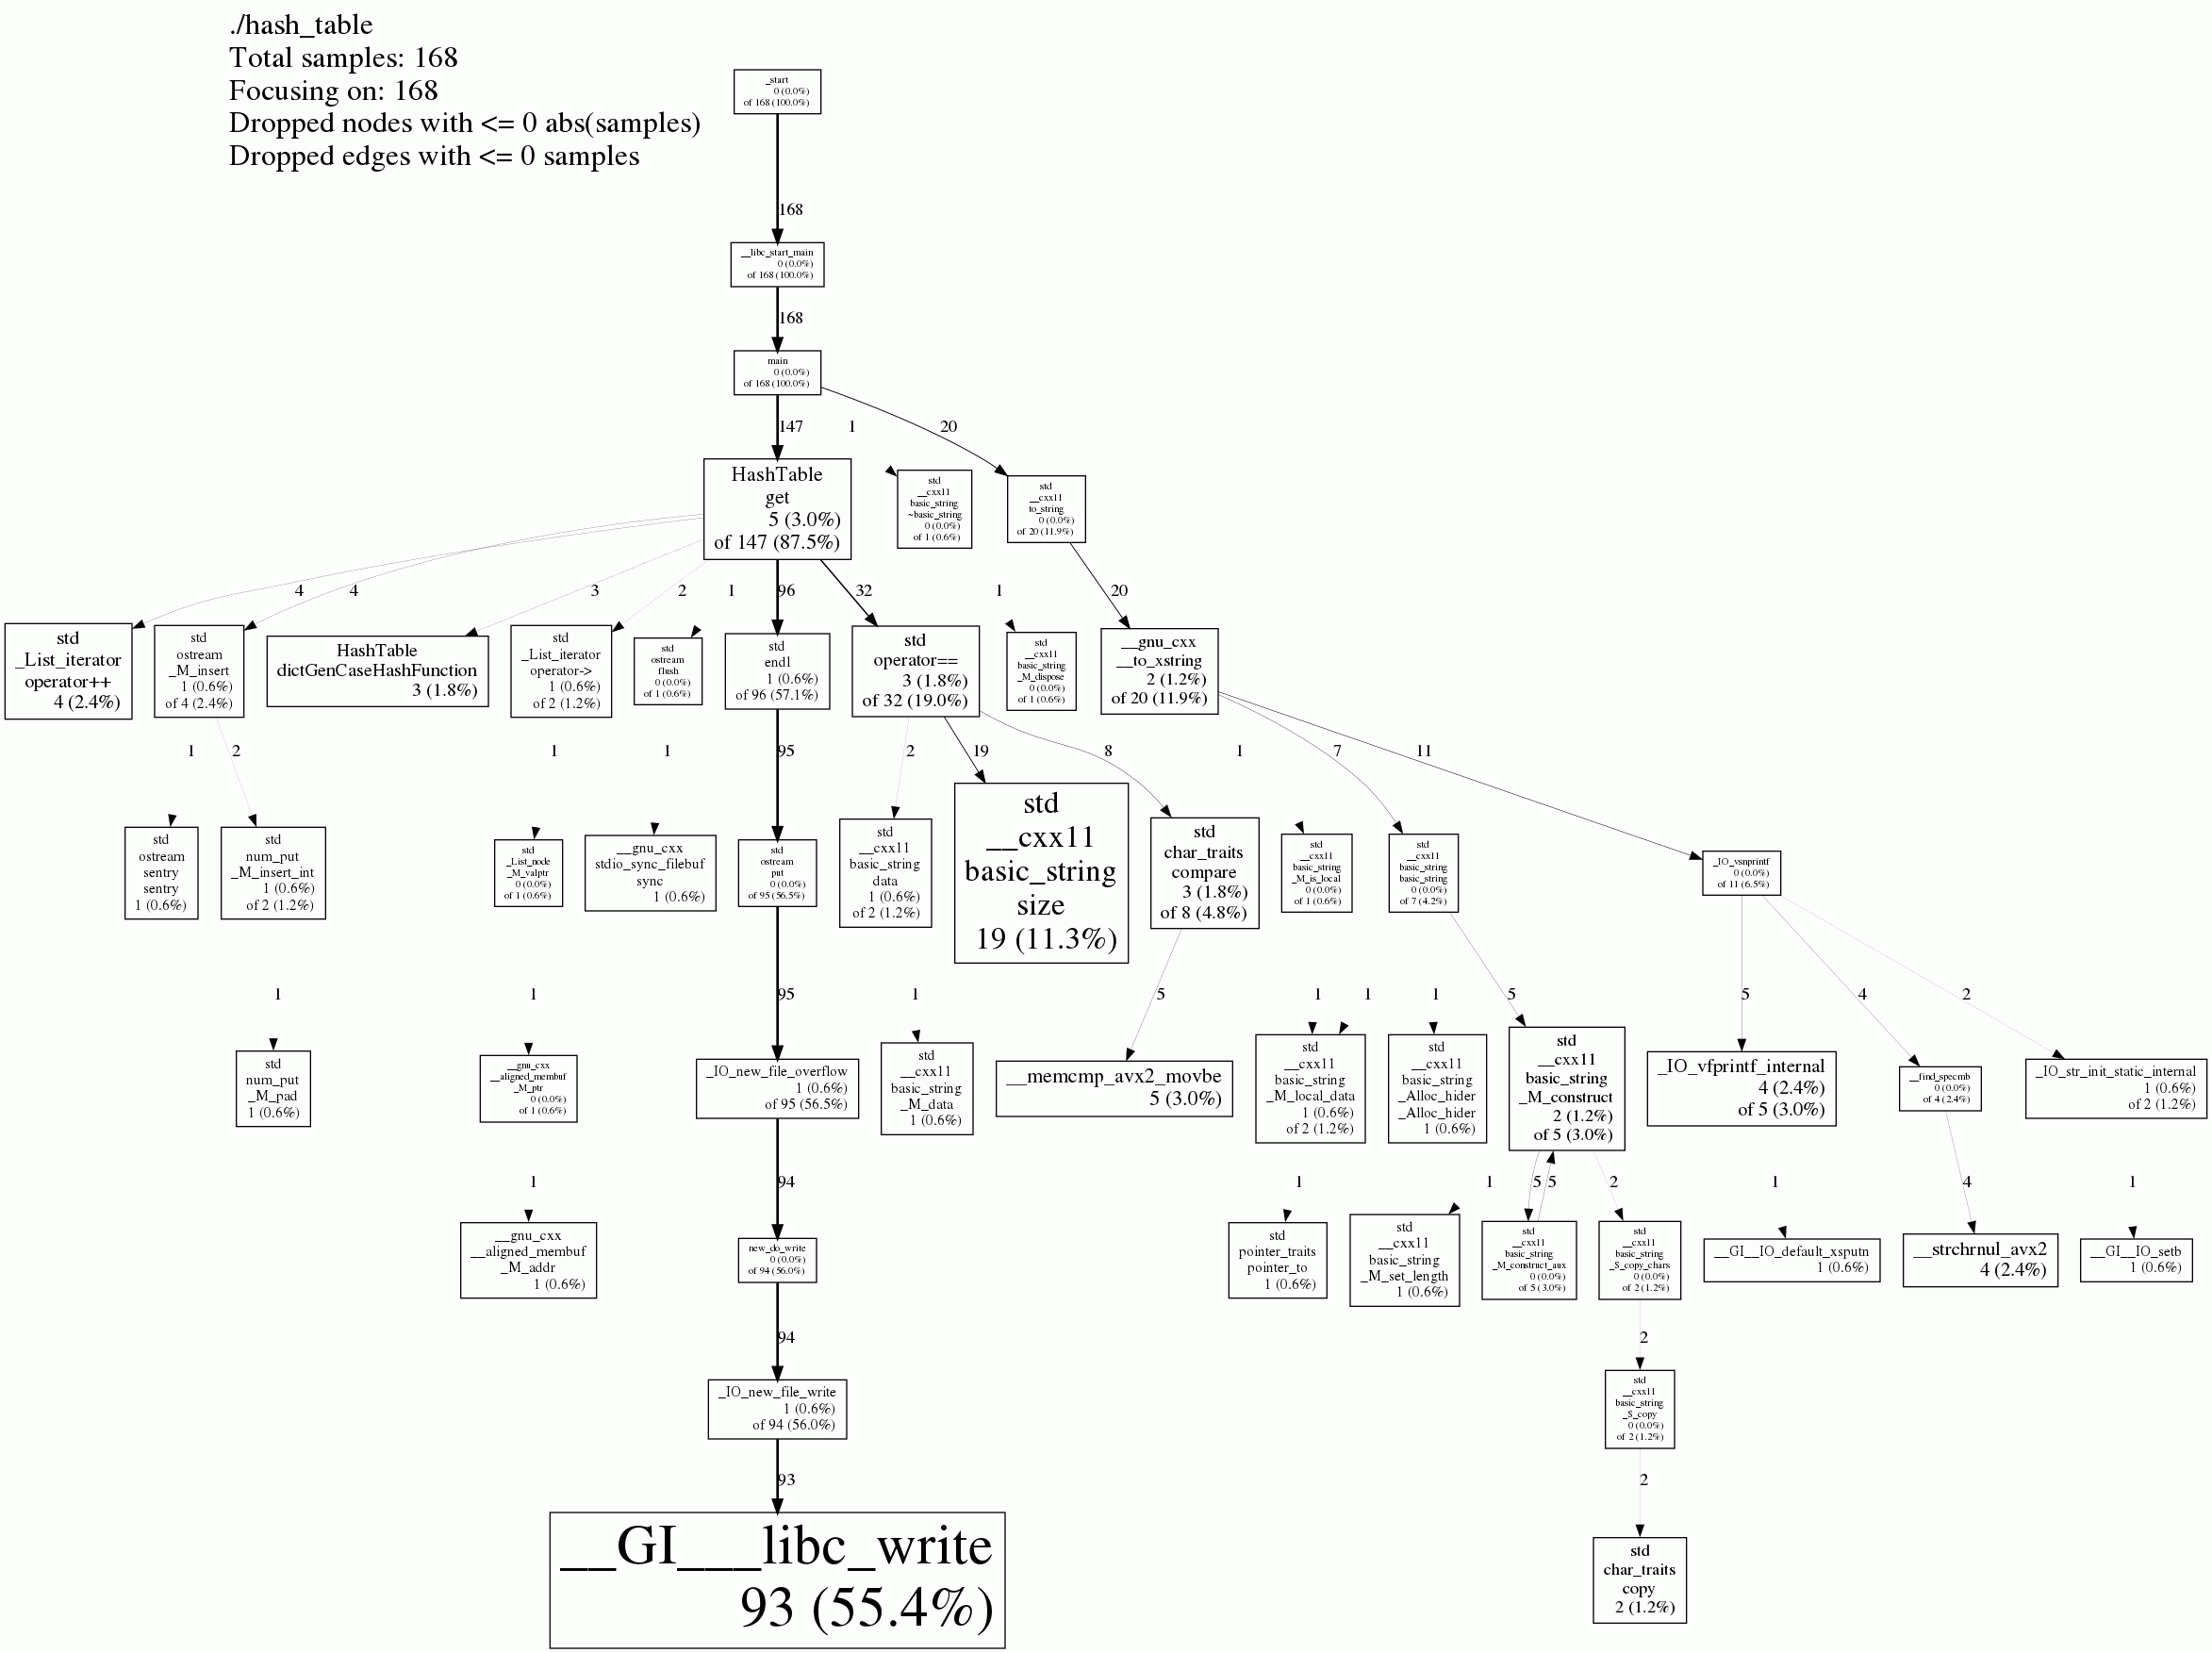 ./hash_table
Total samples: 168
Focusing on: 168
Dropped nodes with <= 0 abs(samples)
Dropped edges with <= 0 samples
_start
0 (0.0%)
of 168 (100.0%)
168
__libc_start_main
0 (0.0%)
of 168 (100.0%)
168
main
0 (0.0%)
of 168 (100.0%)
147
1
20
HashTable
get
5 (3.0%)
of 147 (87.5%)
std
__cxx11
basic_string
~basic_string
0 (0.0%)
of 1 (0.6%)
std
__cxx11
to_string
0 (0.0%)
of 20 (11.9%)
4
4
3
2
1
96
32
1
20
std
_List_iterator
operator++
4 (2.4%)
std
ostream
_M_insert
1 (0.6%)
of 4 (2.4%)
HashTable
dictGenCaseHashFunction
3 (1.8%)
std
_List_iterator
operator->
1 (0.6%)
of 2 (1.2%)
std
ostream
flush
0 (0.0%)
of 1 (0.6%)
std
endl
1 (0.6%)
of 96 (57.1%)
std
operator==
3 (1.8%)
of 32 (19.0%)
std
__cxx11
basic_string
_M_dispose
0 (0.0%)
of 1 (0.6%)
__gnu_cxx
__to_xstring
2 (1.2%)
of 20 (11.9%)
1
2
1
1
95
2
19
8
1
7
11
std
ostream
sentry
sentry
1 (0.6%)
std
num_put
_M_insert_int
1 (0.6%)
of 2 (1.2%)
std
_List_node
_M_valptr
0 (0.0%)
of 1 (0.6%)
__gnu_cxx
stdio_sync_filebuf
sync
1 (0.6%)
std
ostream
put
0 (0.0%)
of 95 (56.5%)
std
__cxx11
basic_string
data
1 (0.6%)
of 2 (1.2%)
std
__cxx11
basic_string
size
19 (11.3%)
std
char_traits
compare
3 (1.8%)
of 8 (4.8%)
std
__cxx11
basic_string
_M_is_local
0 (0.0%)
of 1 (0.6%)
std
__cxx11
basic_string
basic_string
0 (0.0%)
of 7 (4.2%)
_IO_vsnprintf
0 (0.0%)
of 11 (6.5%)
1
1
95
1
5
1
1
1
5
5
4
2
std
num_put
_M_pad
1 (0.6%)
__gnu_cxx
__aligned_membuf
_M_ptr
0 (0.0%)
of 1 (0.6%)
_IO_new_file_overflow
1 (0.6%)
of 95 (56.5%)
std
__cxx11
basic_string
_M_data
1 (0.6%)
__memcmp_avx2_movbe
5 (3.0%)
std
__cxx11
basic_string
_M_local_data
1 (0.6%)
of 2 (1.2%)
std
__cxx11
basic_string
_Alloc_hider
_Alloc_hider
1 (0.6%)
std
__cxx11
basic_string
_M_construct
2 (1.2%)
of 5 (3.0%)
_IO_vfprintf_internal
4 (2.4%)
of 5 (3.0%)
__find_specmb
0 (0.0%)
of 4 (2.4%)
_IO_str_init_static_internal
1 (0.6%)
of 2 (1.2%)
1
94
1
1
5
5
2
1
4
1
__gnu_cxx
__aligned_membuf
_M_addr
1 (0.6%)
new_do_write
0 (0.0%)
of 94 (56.0%)
std
pointer_traits
pointer_to
1 (0.6%)
std
__cxx11
basic_string
_M_set_length
1 (0.6%)
std
__cxx11
basic_string
_M_construct_aux
0 (0.0%)
of 5 (3.0%)
std
__cxx11
basic_string
_S_copy_chars
0 (0.0%)
of 2 (1.2%)
__GI__IO_default_xsputn
1 (0.6%)
__strchrnul_avx2
4 (2.4%)
__GI__IO_setb
1 (0.6%)
94
2
_IO_new_file_write
1 (0.6%)
of 94 (56.0%)
std
__cxx11
basic_string
_S_copy
0 (0.0%)
of 2 (1.2%)
93
2
__GI___libc_write
93 (55.4%)
std
char_traits
copy
2 (1.2%)